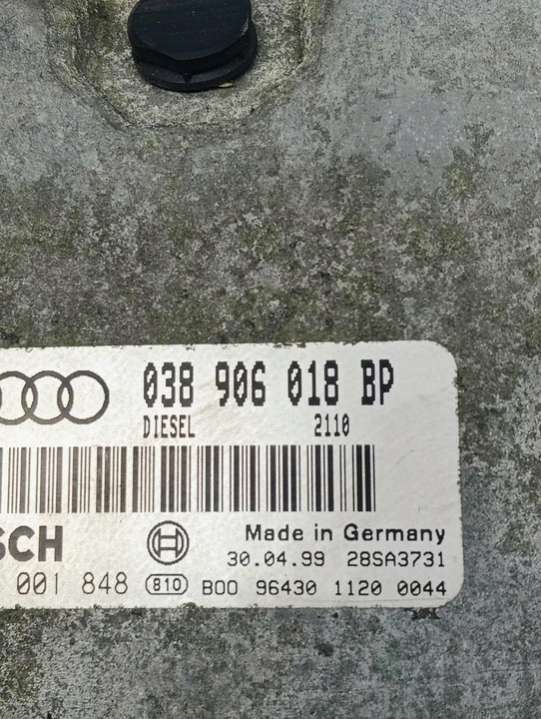 038 906 018 BP
DIESEL 2110
SCH
Made in Germany
30.04.99 28SA3731
001 848 810 B00 96430 1120 0044